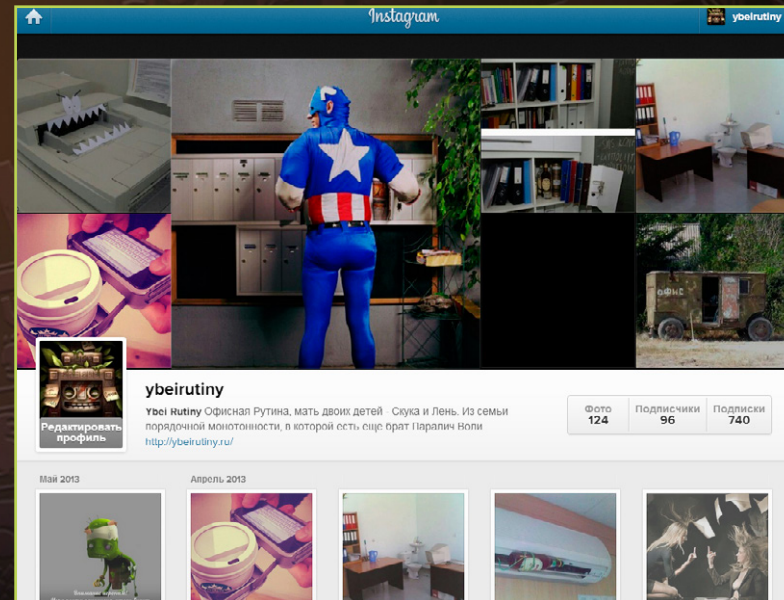 Instagram
ybeirutiny
ОФИС
Редактировать
профиль
ybeirutiny
Ybei Rutiny Офисная Рутина, мать двоих детей - Скука и Лень. Из семьи
порядочной монотонности, в которой есть еще брат Паралич Воли
http://ybeirutiny.ru/
Фото
124
Подписчики
96
Подписки
740
Май 2013
Апрель 2013